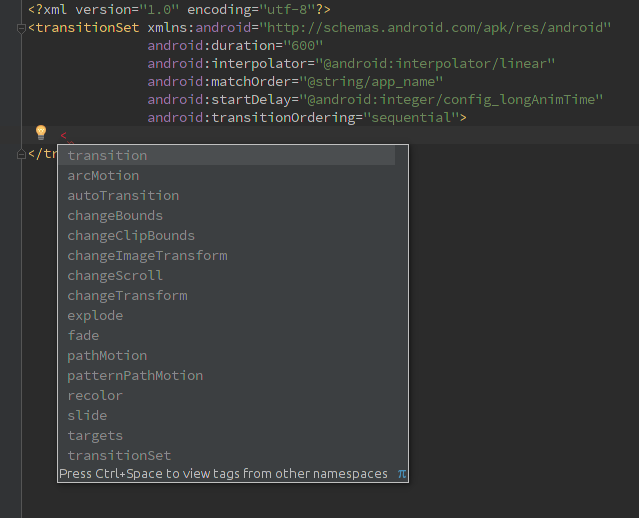 <?xml version="1.0" encoding="utf-8"?>
<transitionSet xmlns:android="http://schemas.android.com/apk/res/android"
android:duration="600"
android:interpolator="@android:interpolator/linear"
android:matchOrder="@string/app_name"
android:startDelay="@android:integer/config_longAnimTime"
android:transitionOrdering="sequential">
<
</tr
transition
arcMotion
autoTransition
changeBounds
changeClipBounds
changeImageTransform
changeScroll
changeTransform
explode
fade
pathMotion
patternPathMotion
recolor
slide
targets
transitionSet
Press Ctrl+Space to view tags from other namespaces π